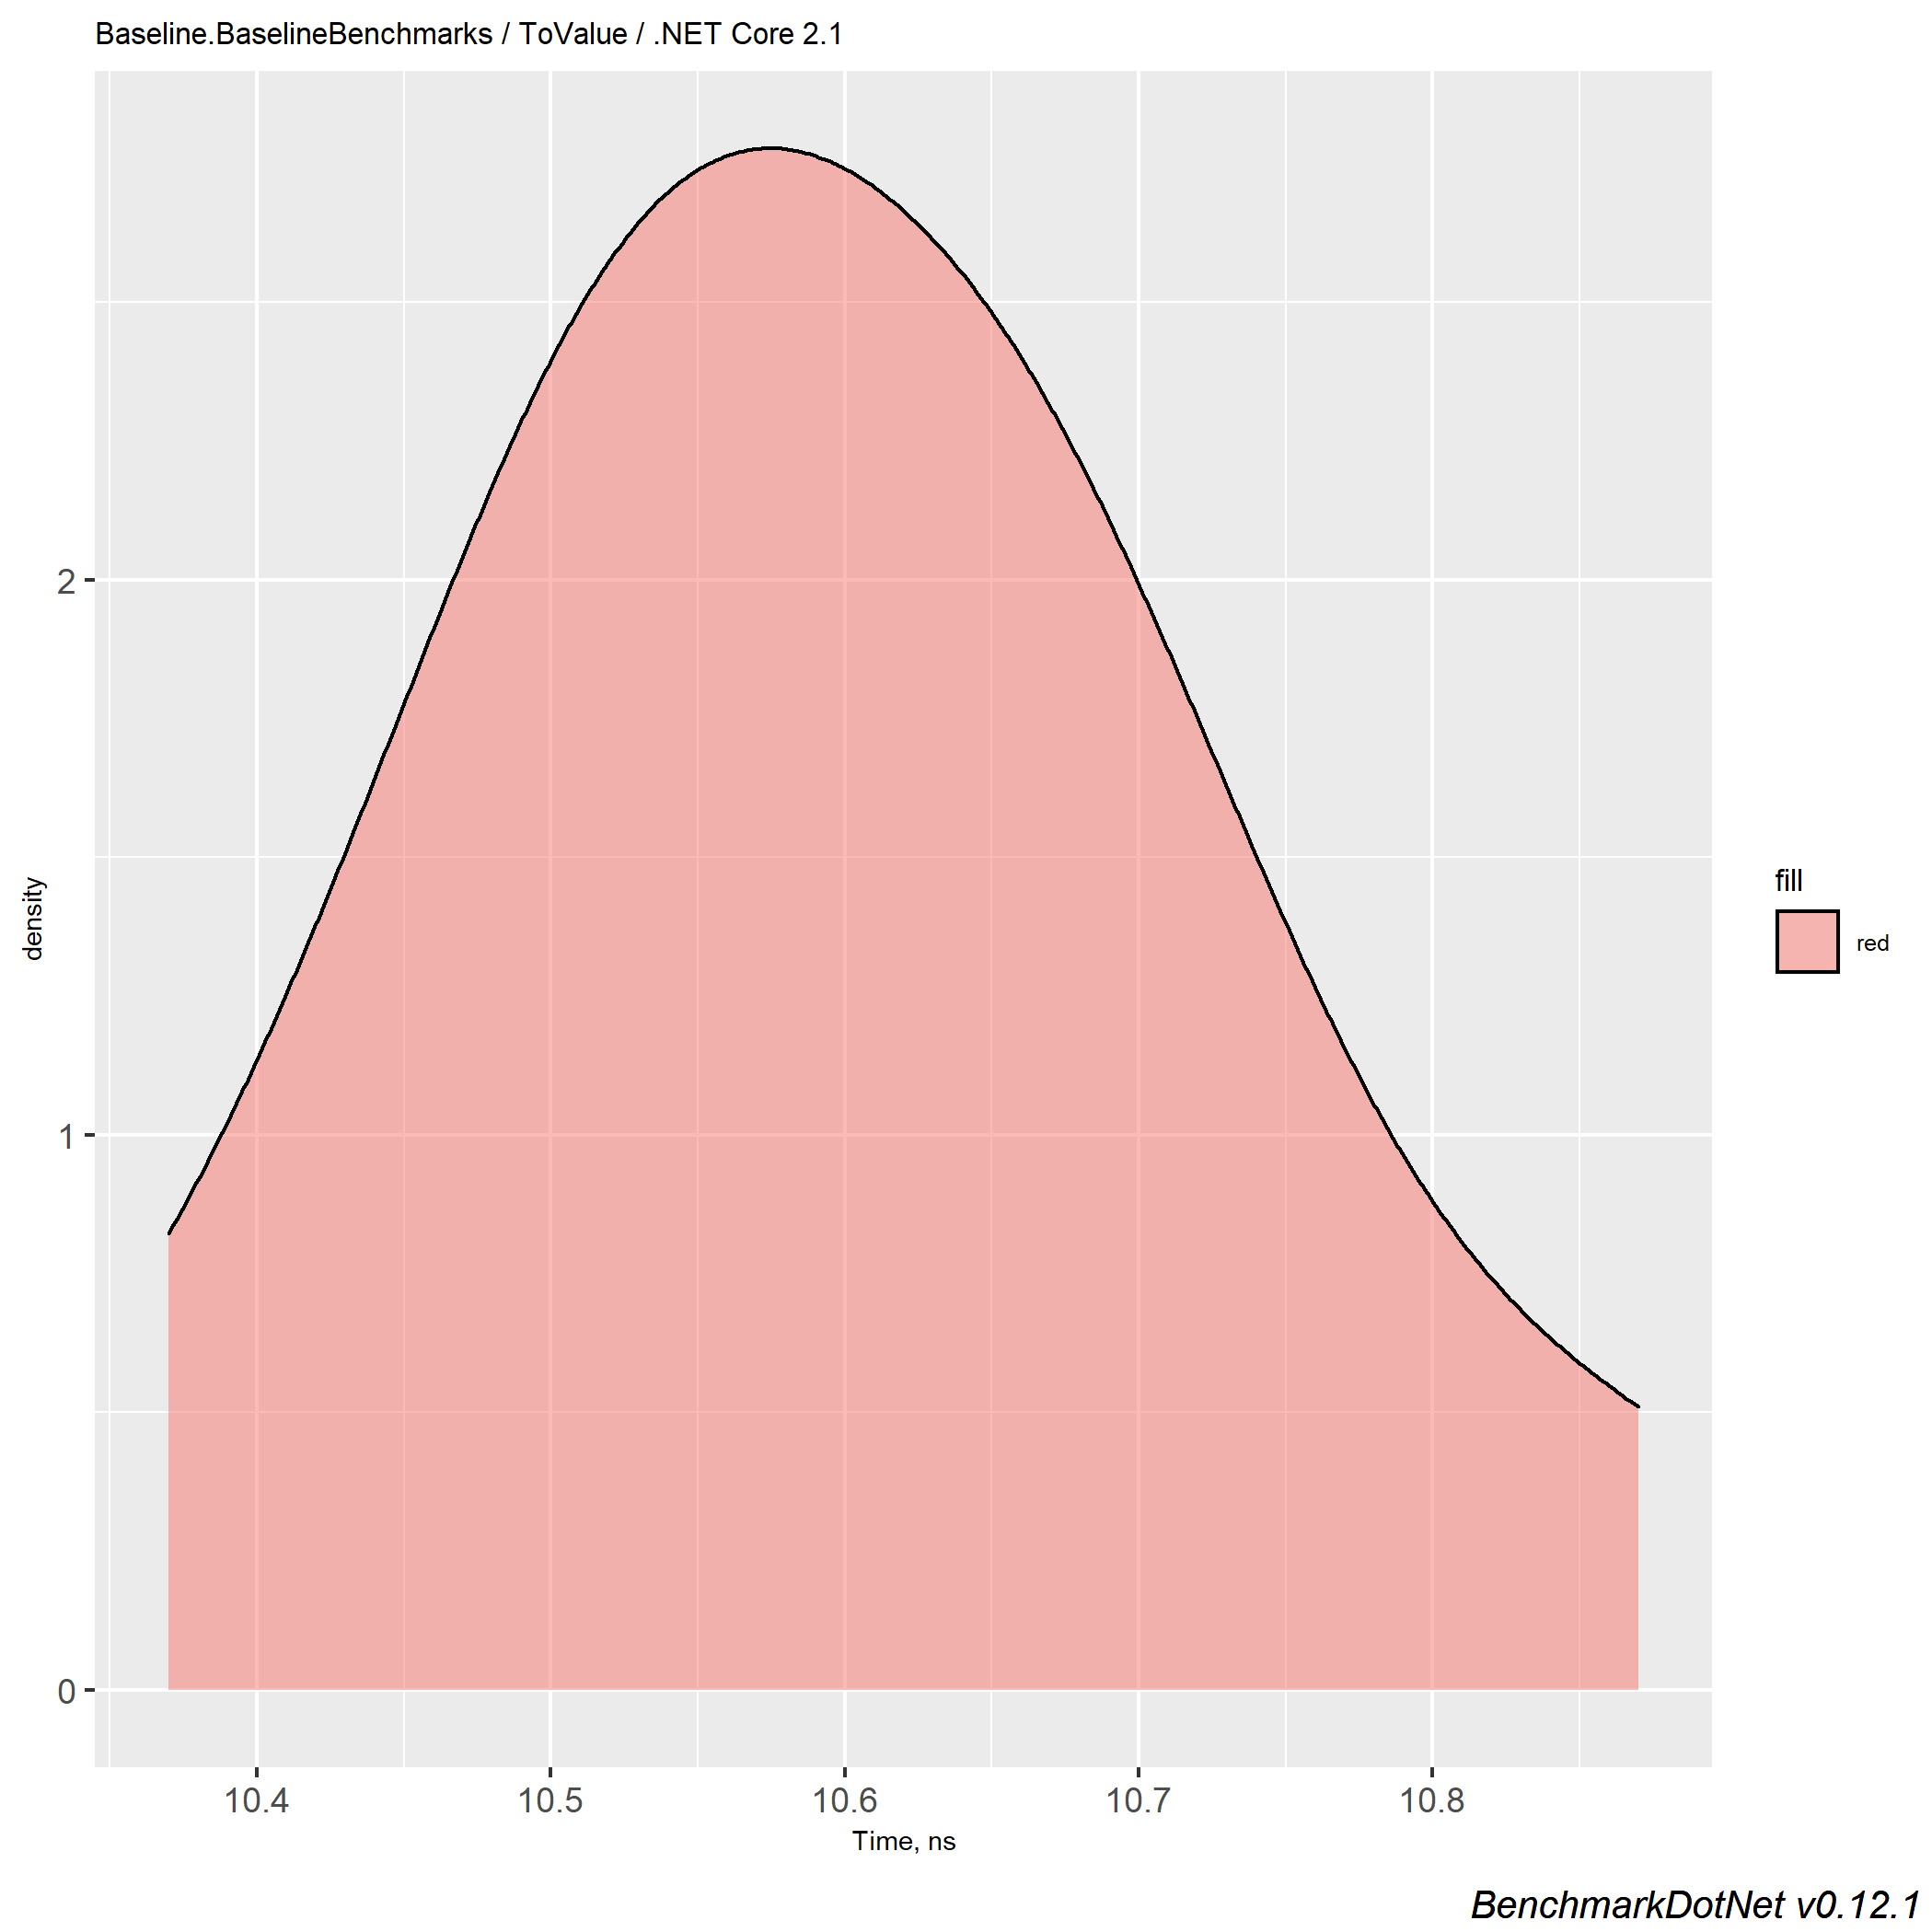 Baseline.BaselineBenchmarks / ToValue / .NET Core 2.1
density
2
1
0
10.4 10.5 10.6 10.7 10.8
Time, ns
fill
red
BenchmarkDotNet v0.12.1